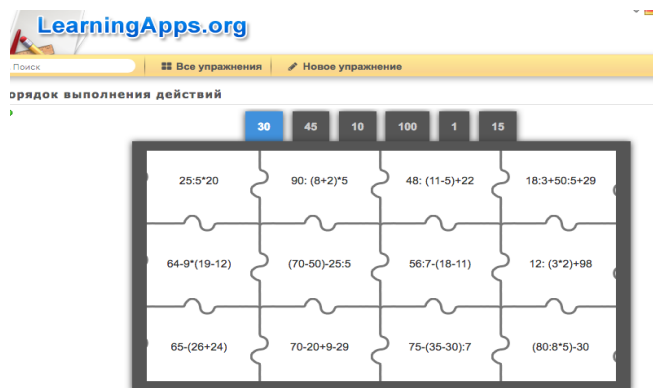 LearningApps.org
Поиск Все упражнения Новое упражнение
орядок выполнения действий
30 45 10 100 1 15
25:5*20 90: (8+2)*5 48: (11-5)+22 18:3+50:5+29
64-9*(19-12) (70-50)-25:5 56:7-(18-11) 12: (3*2)+98
65-(26+24) 70-20+9-29 75-(35-30):7 (80:8*5)-30